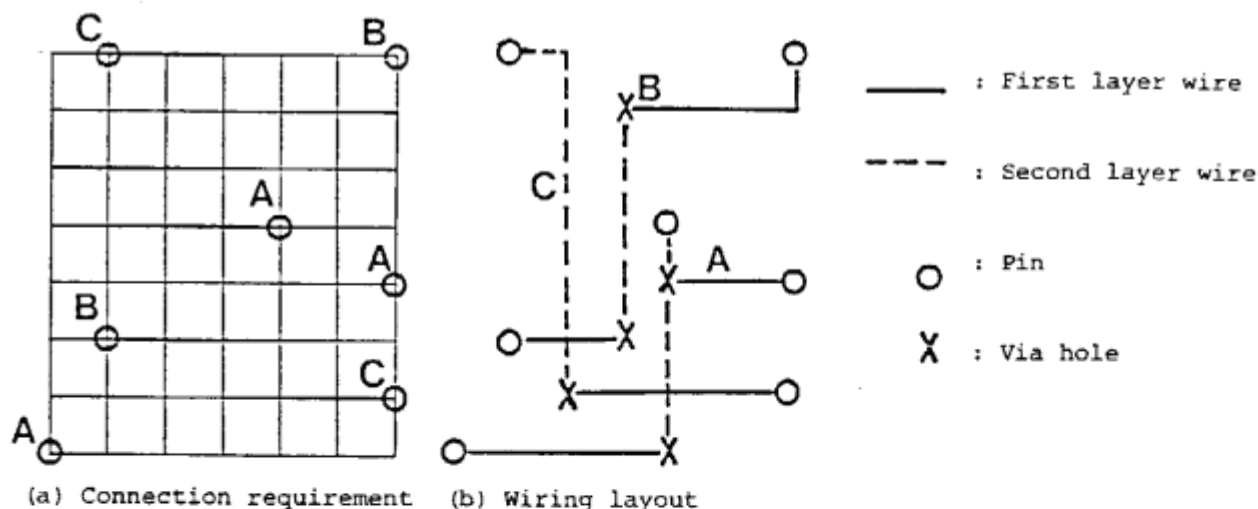 C
B
A
A
B
C
A
(a) Connection requirement
B
C
A
(b) Wiring layout
: First layer wire
: Second layer wire
: Pin
: Via hole